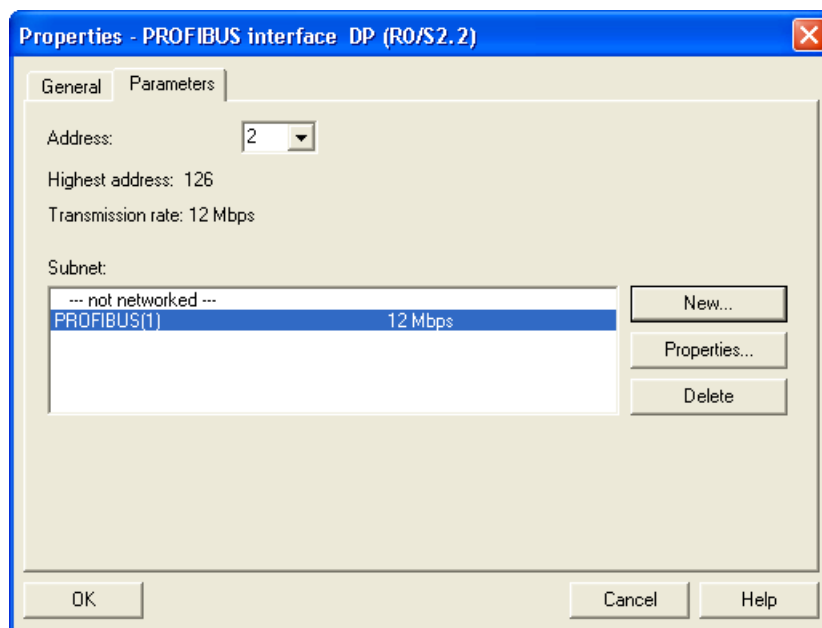 Properties - PROFIBUS interface DP (R0/S2.2)
General Parameters
Address: 2
Highest address: 126
Transmission rate: 12 Mbps
Subnet:
--- not networked ---
New...
PROFIBUS(1) 12 Mbps
Properties...
Delete
OK Cancel Help